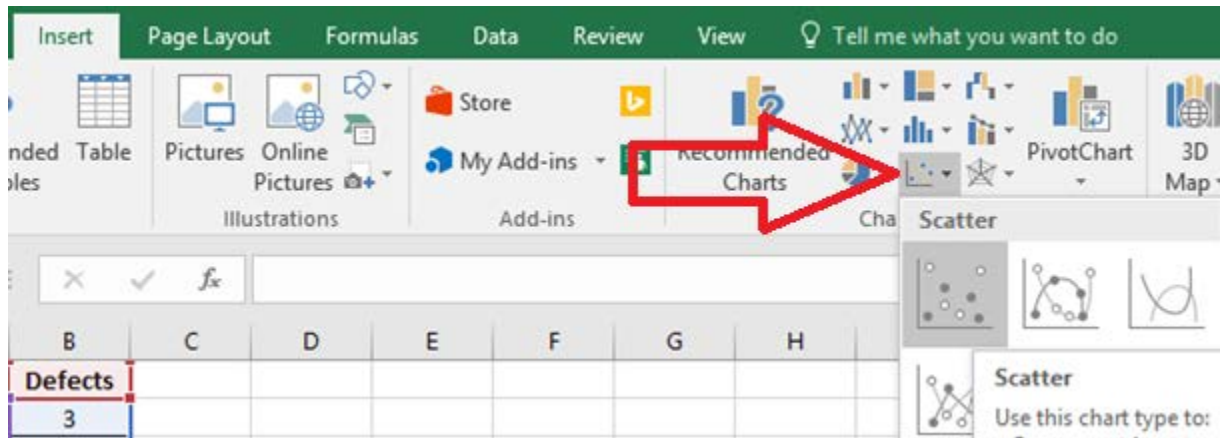 Insert Page Layout Formulas Data Review View Tell me what you want to do
Store
nded Table Pictures Online Pictures My Add-ins Recommended Charts PivotChart 3D Map
les
Illustrations Add-ins Cha
Scatter
fx
B C D E F G H
Defects
3
Scatter
Use this chart type to: